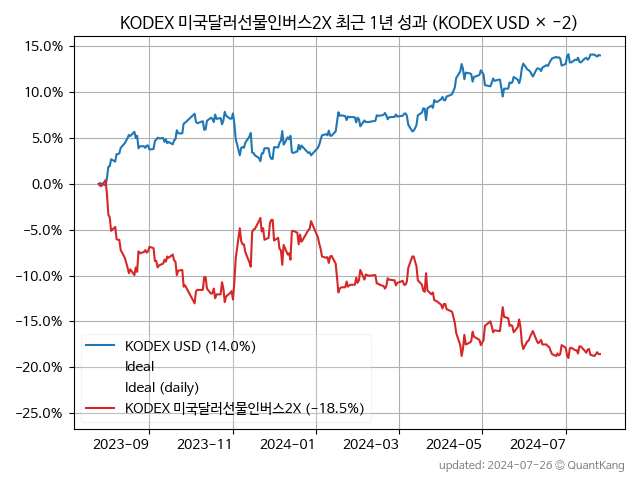 KODEX 미국달러선물인버스2X 최근 1년 성과 (KODEX USD × -2)
15.0%
10.0%
5.0%
0.0%
-5.0%
-10.0%
-15.0%
-20.0%
-25.0%
KODEX USD (14.0%)
Ideal
Ideal (daily)
KODEX 미국달러선물인버스2X (-18.5%)
2023-09 2023-11 2024-01 2024-03 2024-05 2024-07
updated: 2024-07-26 © QuantKang